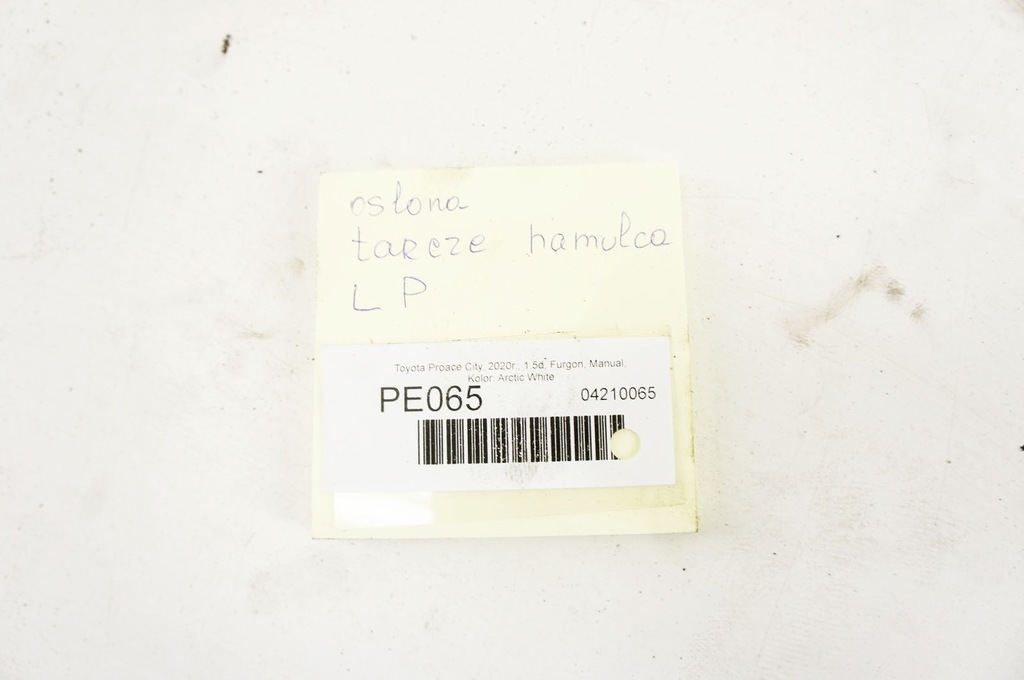 osłona
tarcze hamulca
L P
Toyota Proace City, 2020r., 1.5d, Furgon, Manual,
Kolor: Arctic White
PE065
04210065